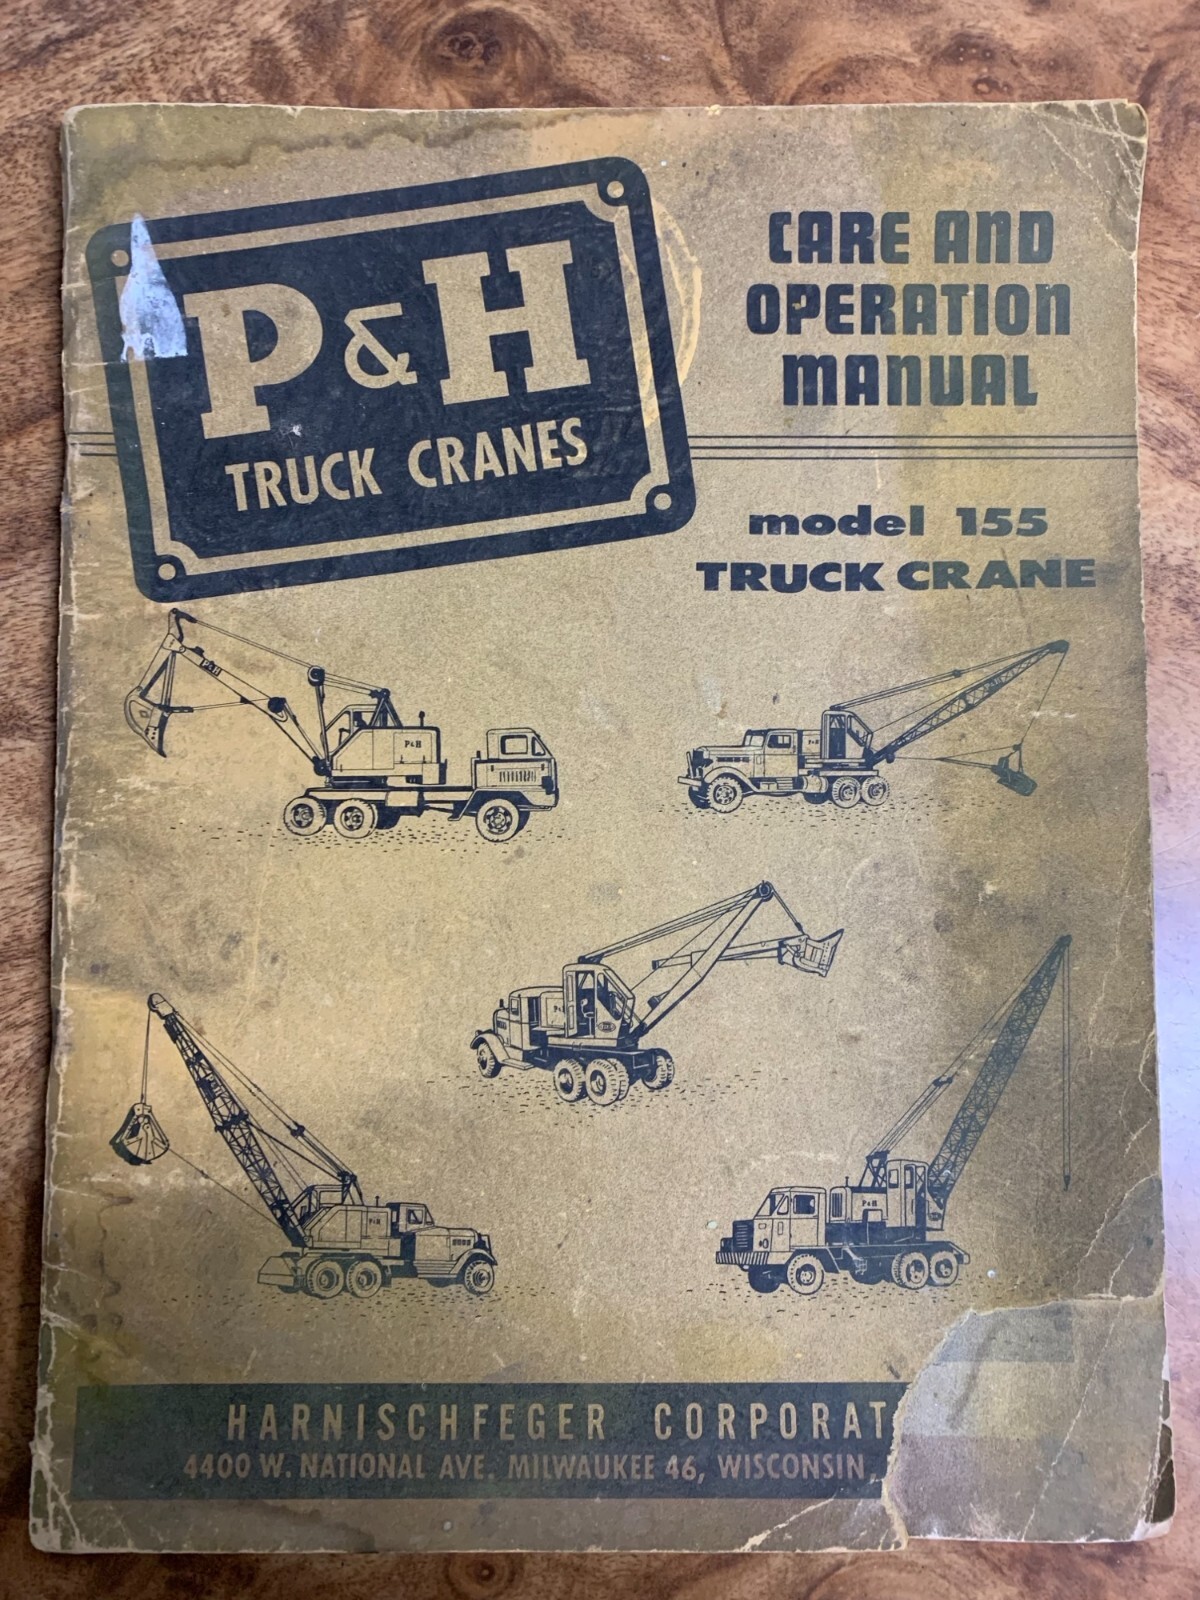 P&H
TRUCK CRANES
CARE AND
OPERATION
MANUAL
model 155
TRUCK CRANE
P&H
P&H
P&H
P&H
P&H
P&H
HARNISCHFEGER CORPORAT
4400 W. NATIONAL AVE. MILWAUKEE 46, WISCONSIN,